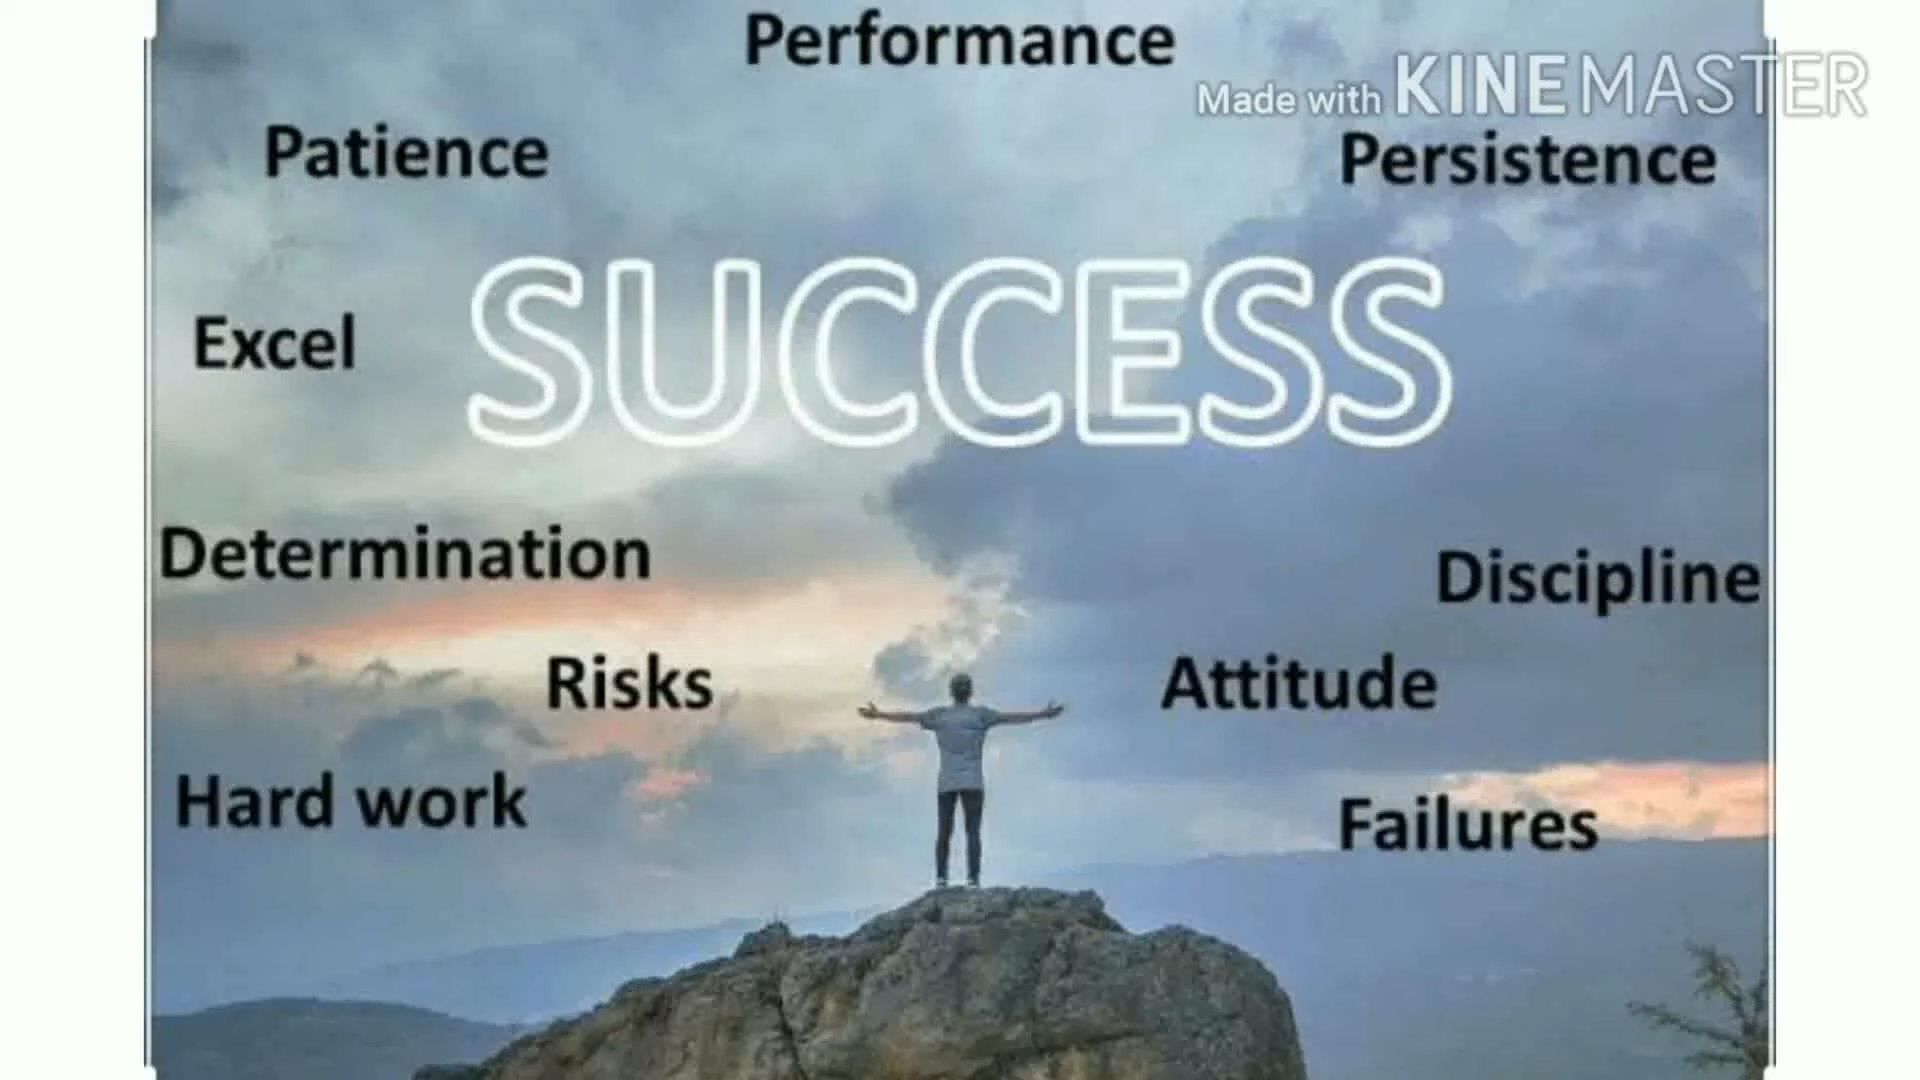 Performance
Made with KINEMASTER
Patience
Persistence
SUCCESS
Excel
Determination
Discipline
Risks
Attitude
Hard work
Failures